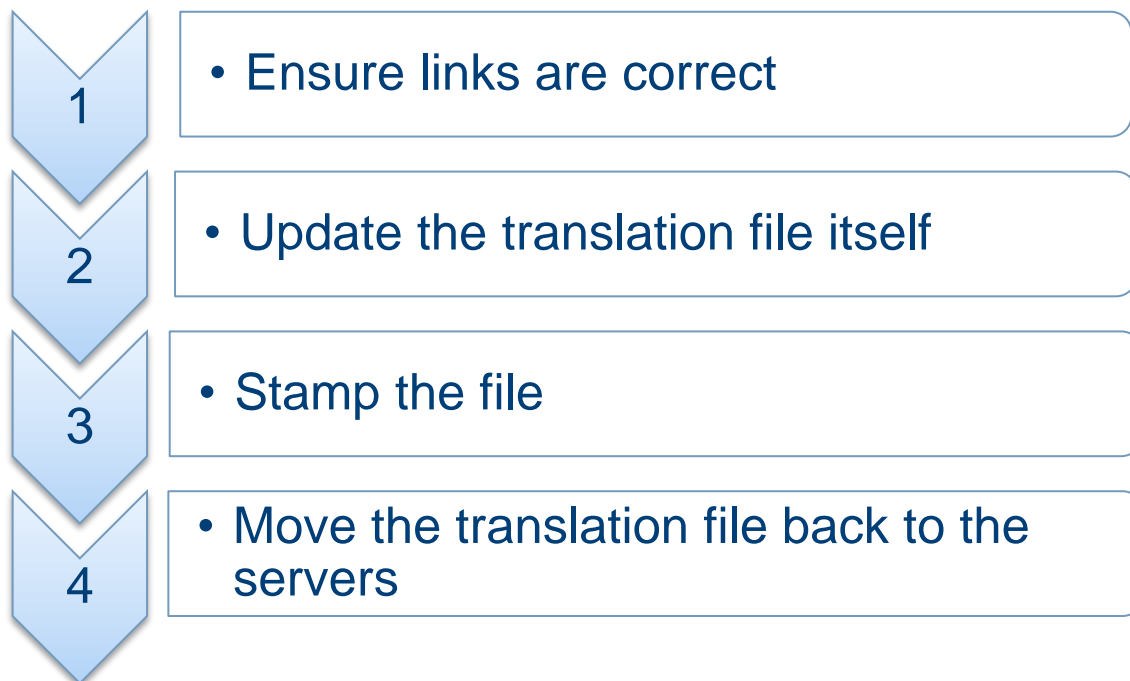 1
• Ensure links are correct
2
• Update the translation file itself
3
• Stamp the file
4
• Move the translation file back to the
servers